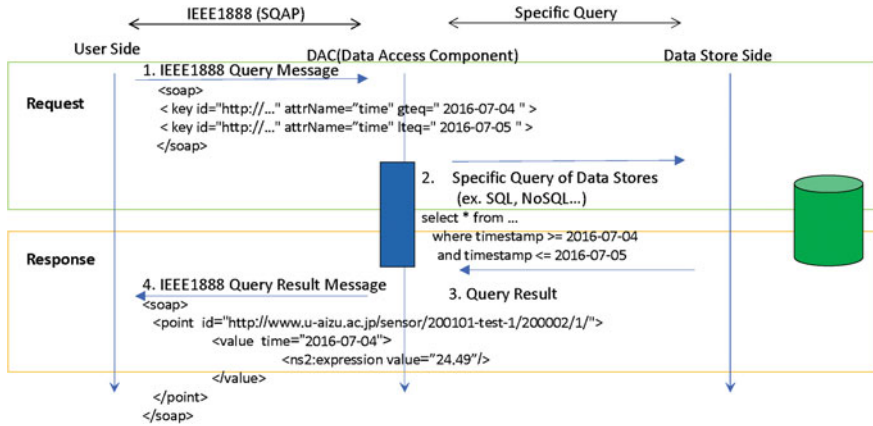 IEEE1888 (SQAP)
Specific Query
User Side
DAC(Data Access Component)
Data Store Side
Request
1. IEEE1888 Query Message
<soap>
< key id="http://..." attrName="time" gteq=" 2016-07-04 " >
< key id="http://..." attrName="time" lteq=" 2016-07-05 " >
</soap>
2. Specific Query of Data Stores
(ex. SQL, NoSQL...)
select * from ...
where timestamp >= 2016-07-04
and timestamp <= 2016-07-05
Response
3. Query Result
4. IEEE1888 Query Result Message
<soap>
<point id="http://www.u-aizu.ac.jp/sensor/200101-test-1/200002/1/">
<value time="2016-07-04">
<ns2:expression value="24.49"/>
</value>
</point>
</soap>